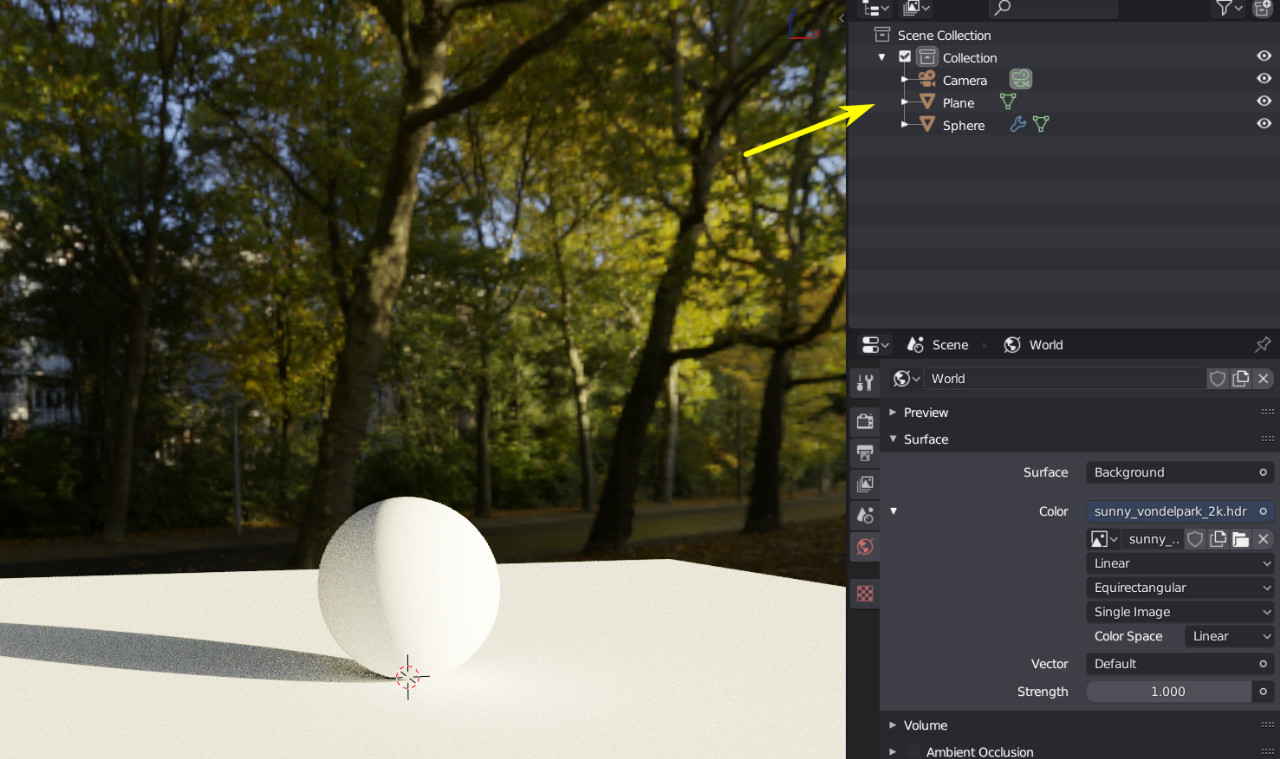 Scene Collection
Collection
Camera
Plane
Sphere
Scene World
World
Preview
Surface
Surface Background
Color sunny_vondelpark_2k.hdr
sunny_..
Linear
Equirectangular
Single Image
Color Space Linear
Vector Default
Strength 1.000
Volume
Ambient Occlusion